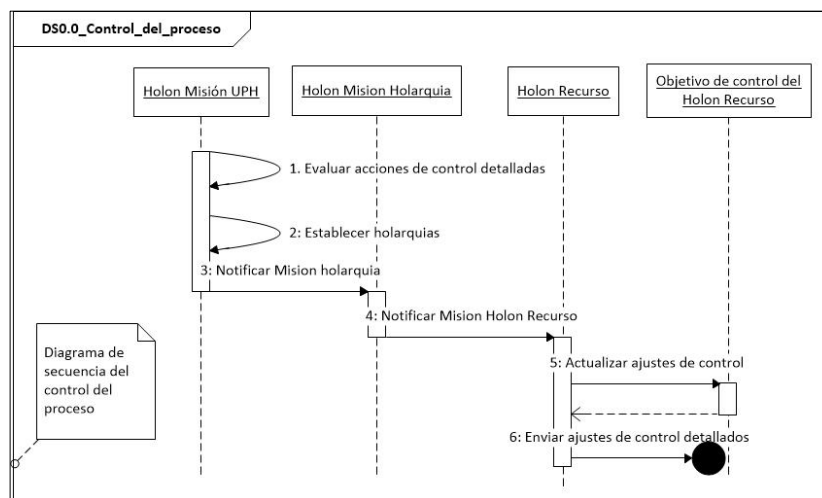 DS0.0_Control_del_proceso
Holon Misión UPH
Holon Mision Holarquia
Holon Recurso
Objetivo de control del
Holon Recurso
1. Evaluar acciones de control detalladas
2: Establecer holarquias
3: Notificar Mision holarquia
4: Notificar Mision Holon Recurso
5: Actualizar ajustes de control
6: Enviar ajustes de control detallados
Diagrama de
secuencia del
control del
proceso